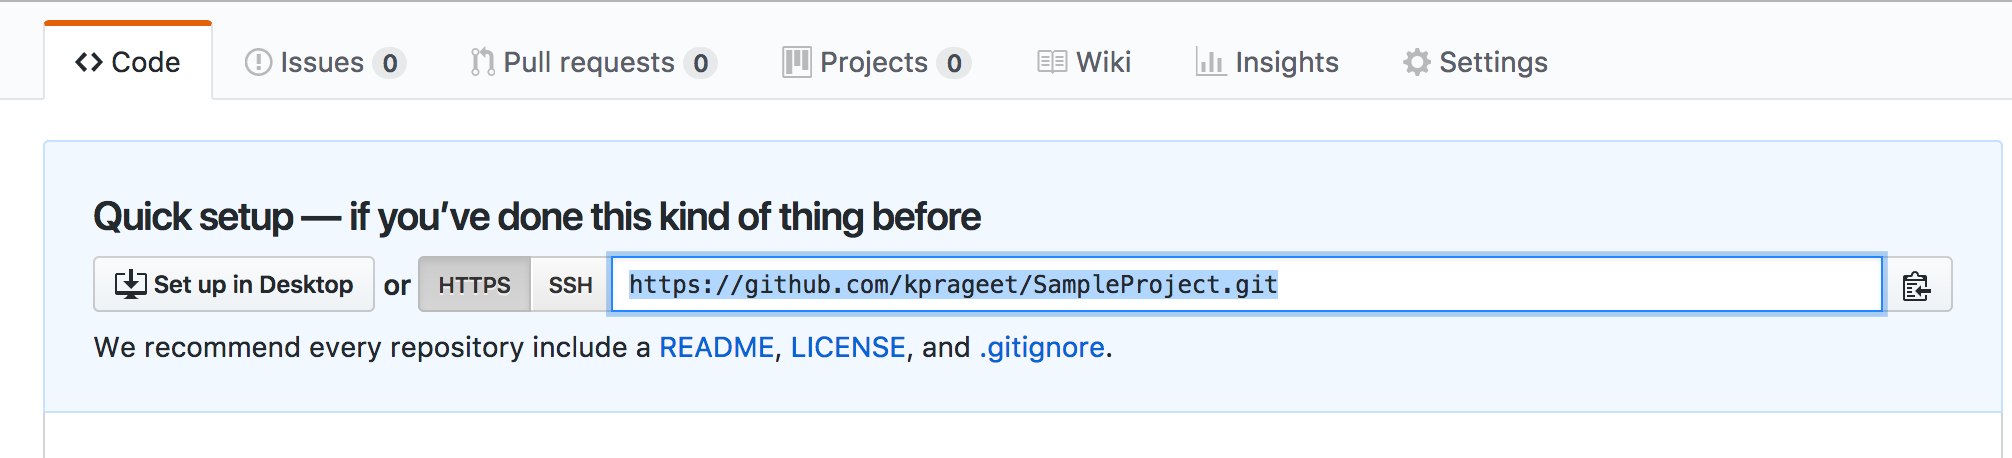 Code Issues 0 Pull requests 0 Projects 0 Wiki Insights Settings
Quick setup — if you’ve done this kind of thing before
Set up in Desktop or HTTPS SSH https://github.com/kprageet/SampleProject.git
We recommend every repository include a README, LICENSE, and .gitignore.